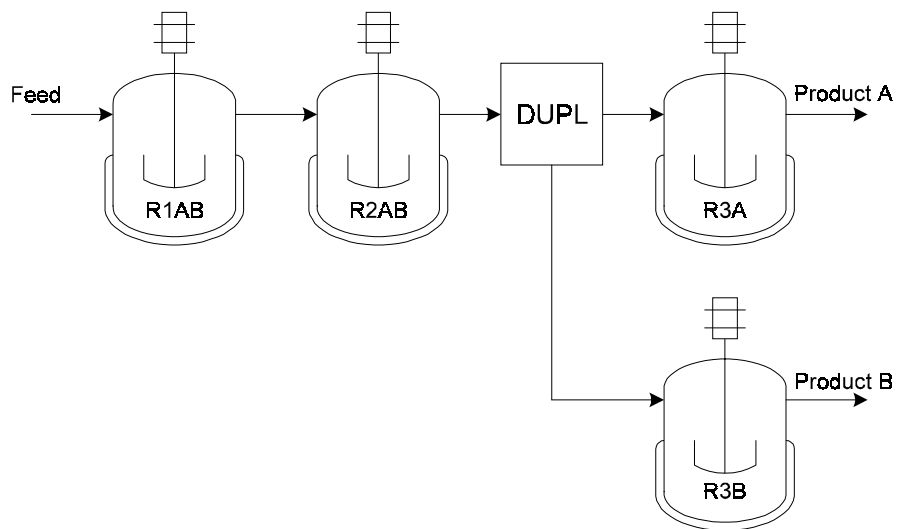 Feed
R1AB
R2AB
DUPL
R3A
Product A
R3B
Product B